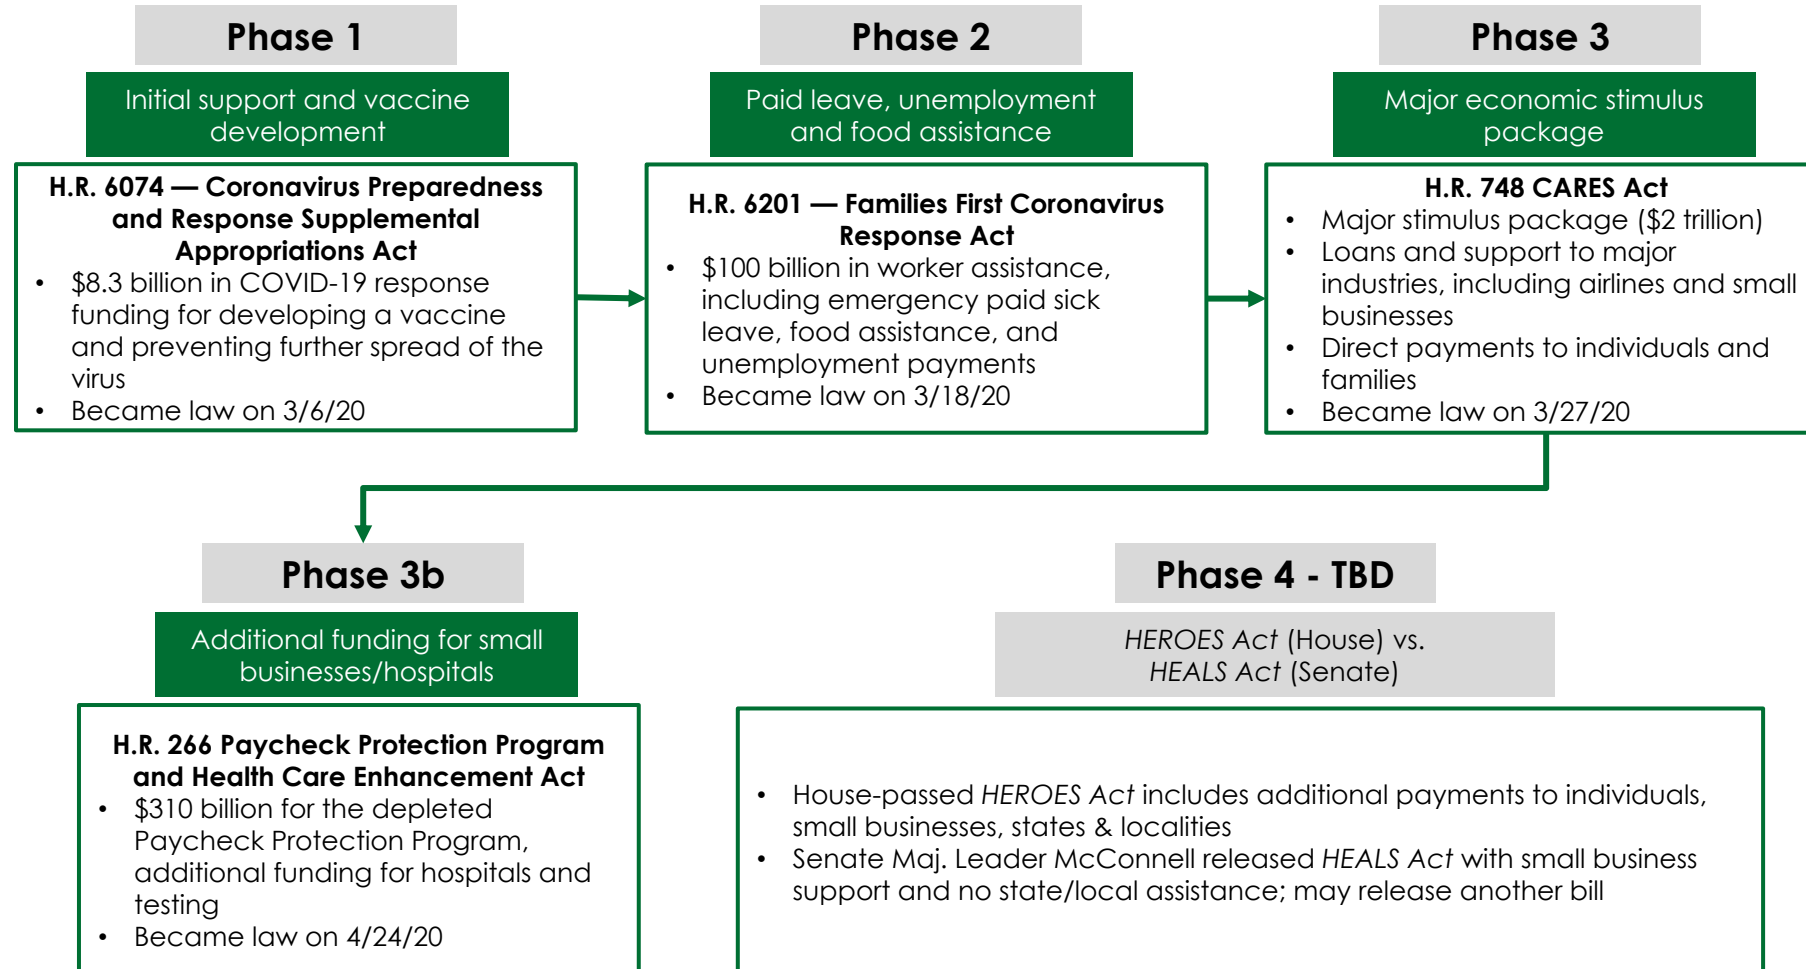 Phase 1
Initial support and vaccine
development
H.R. 6074 — Coronavirus Preparedness
and Response Supplemental
Appropriations Act
• $8.3 billion in COVID-19 response
funding for developing a vaccine
and preventing further spread of the
virus
• Became law on 3/6/20
Phase 2
Paid leave, unemployment
and food assistance
H.R. 6201 — Families First Coronavirus
Response Act
• $100 billion in worker assistance,
including emergency paid sick
leave, food assistance, and
unemployment payments
• Became law on 3/18/20
Phase 3
Major economic stimulus
package
H.R. 748 CARES Act
• Major stimulus package ($2 trillion)
• Loans and support to major
industries, including airlines and small
businesses
• Direct payments to individuals and
families
• Became law on 3/27/20
Phase 3b
Additional funding for small
businesses/hospitals
H.R. 266 Paycheck Protection Program
and Health Care Enhancement Act
• $310 billion for the depleted
Paycheck Protection Program,
additional funding for hospitals and
testing
• Became law on 4/24/20
Phase 4 - TBD
HEROES Act (House) vs.
HEALS Act (Senate)
• House-passed HEROES Act includes additional payments to individuals,
small businesses, states & localities
• Senate Maj. Leader McConnell released HEALS Act with small business
support and no state/local assistance; may release another bill